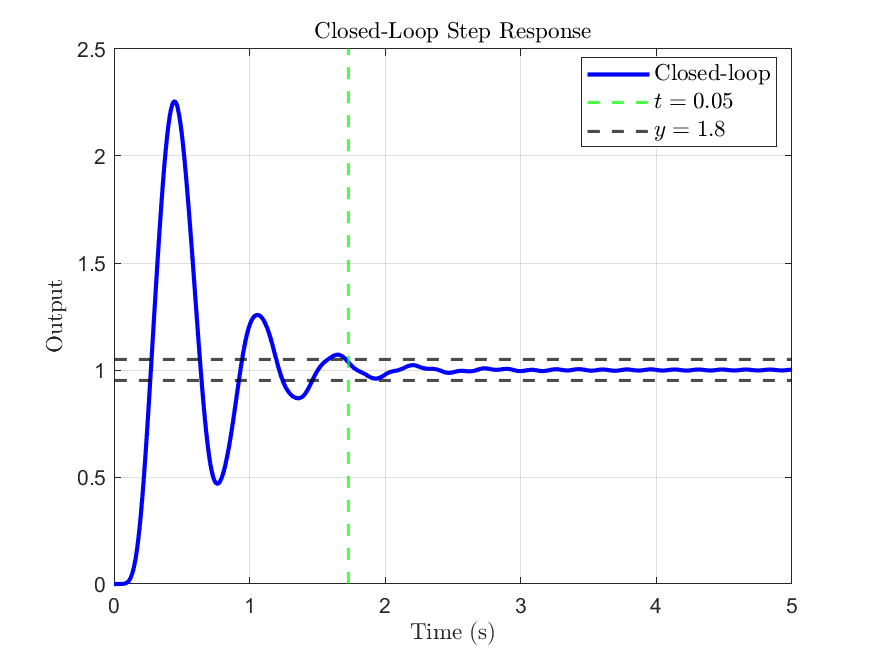 Closed-Loop Step Response
2.5
2
1.5
1
0.5
0
Output
Closed-loop
t = 0.05
y = 1.8
0 1 2 3 4 5
Time (s)